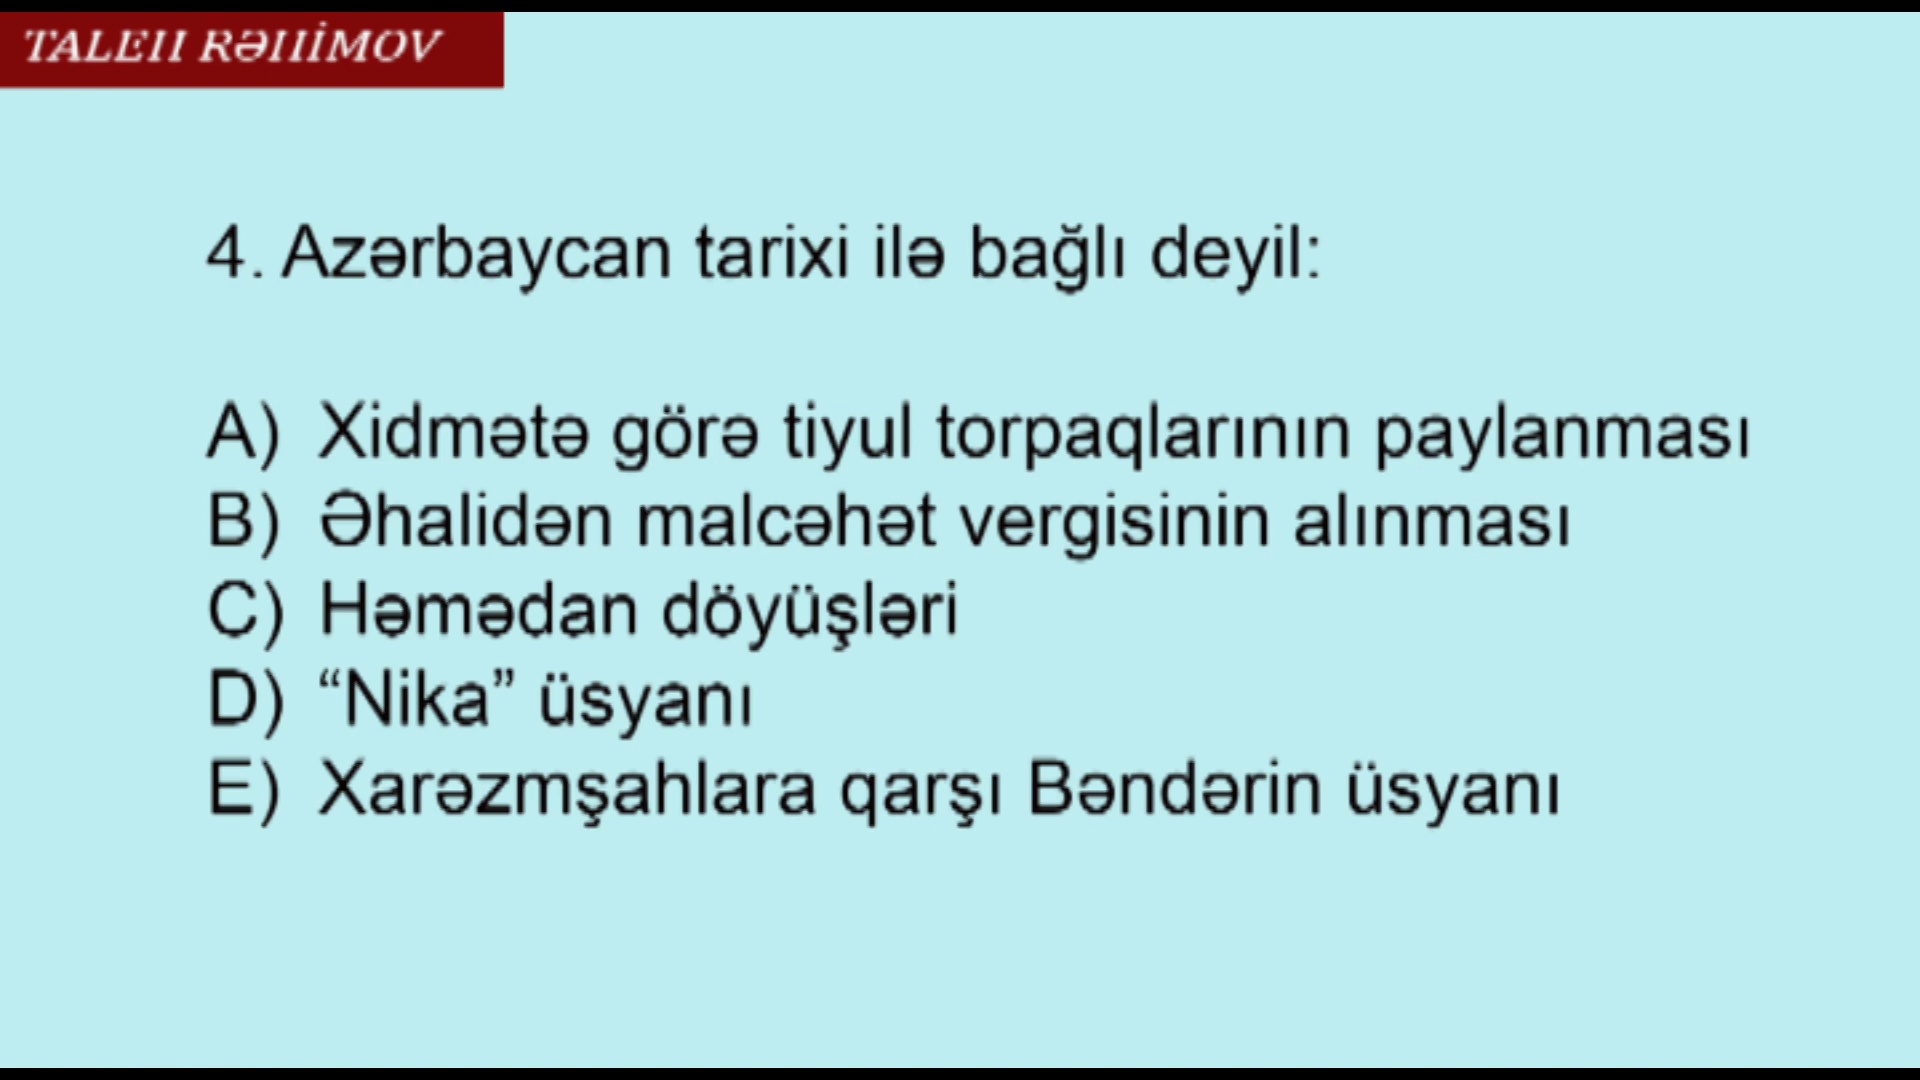 TALEH RƏHİMOV
4. Azərbaycan tarixi ilə bağlı deyil:
A) Xidmətə görə tiyul torpaqlarının paylanması
B) Əhalidən malcəhət vergisinin alınması
C) Həmədan döyüşləri
D) “Nika” üsyanı
E) Xarəzmşahlara qarşı Bəndərin üsyanı